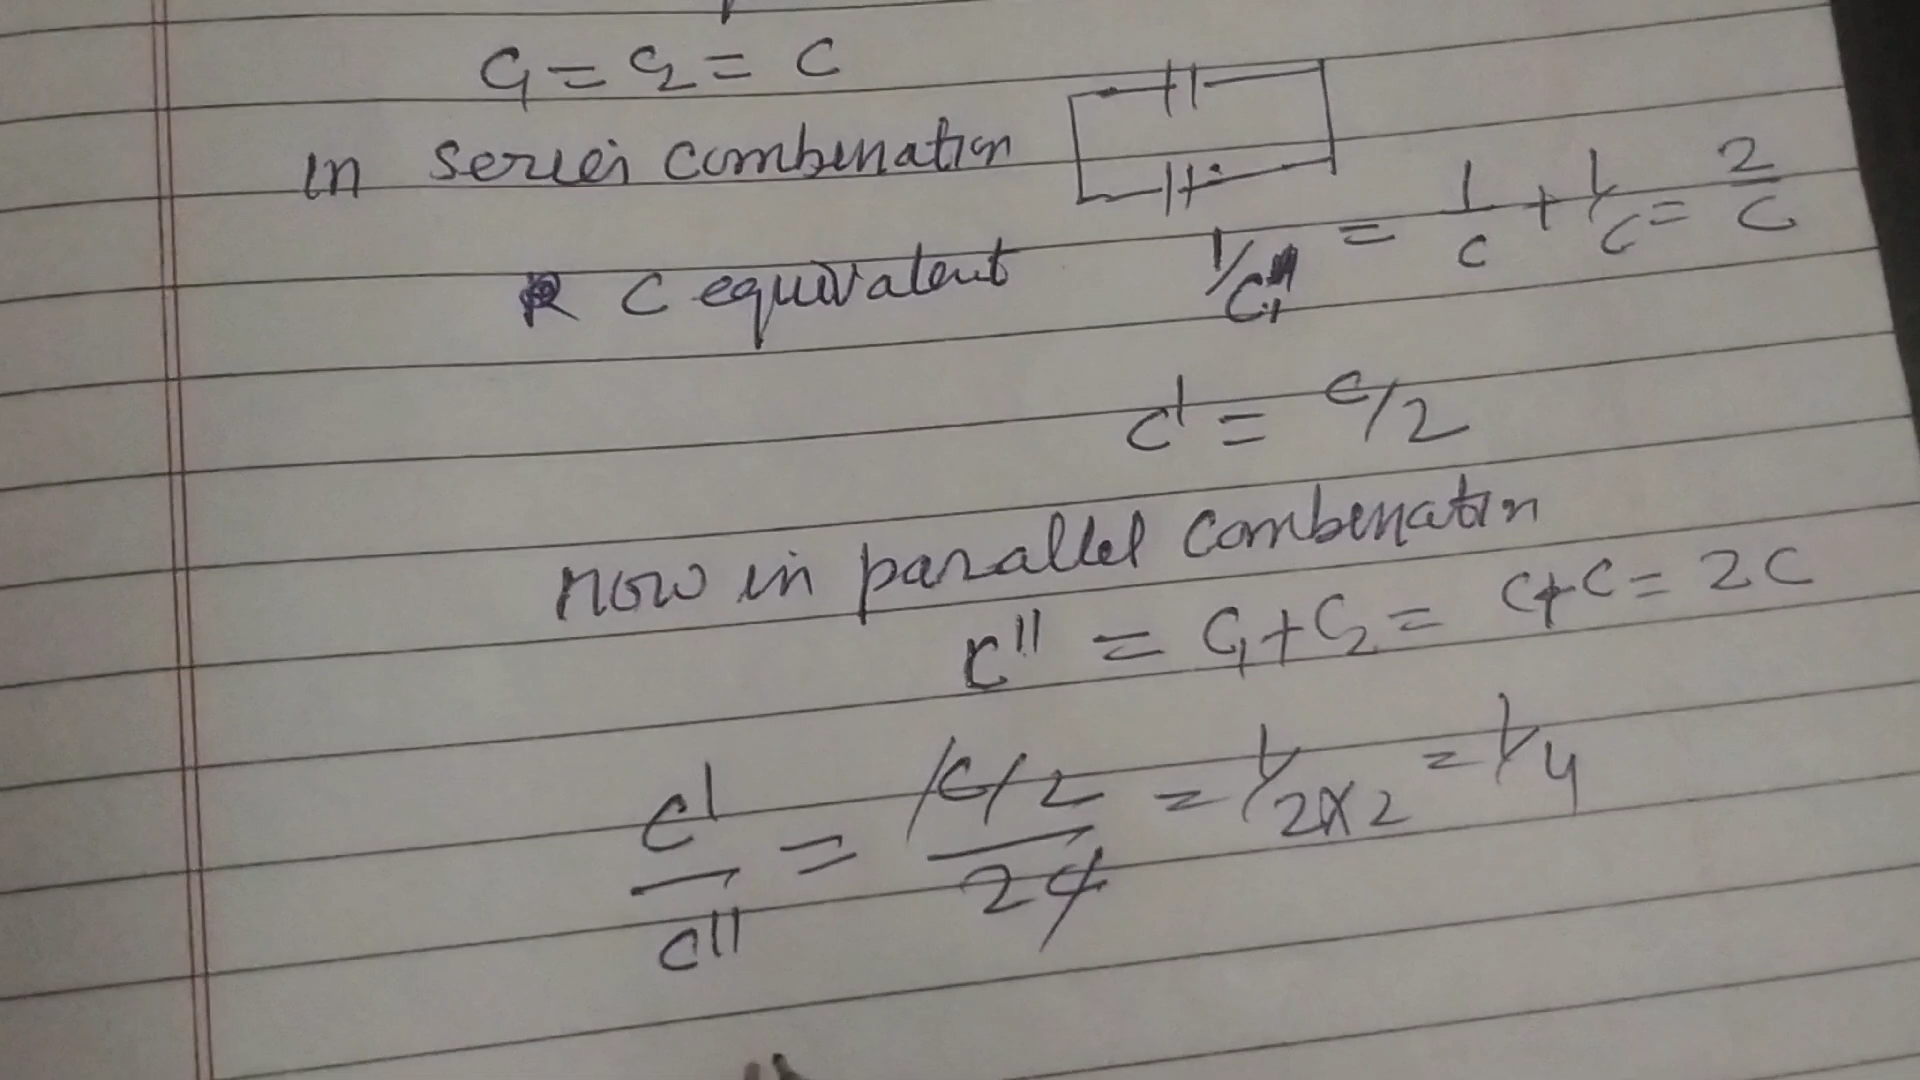 C₁ = C₂ = C
in series combination
C equivalent 1/C' = 1/C + 1/C = 2/C
C' = C/2
now in parallel combination
C'' = C₁ + C₂ = C + C = 2C
C'/C'' = C/2 / 2C = 1/2×2 = 1/4